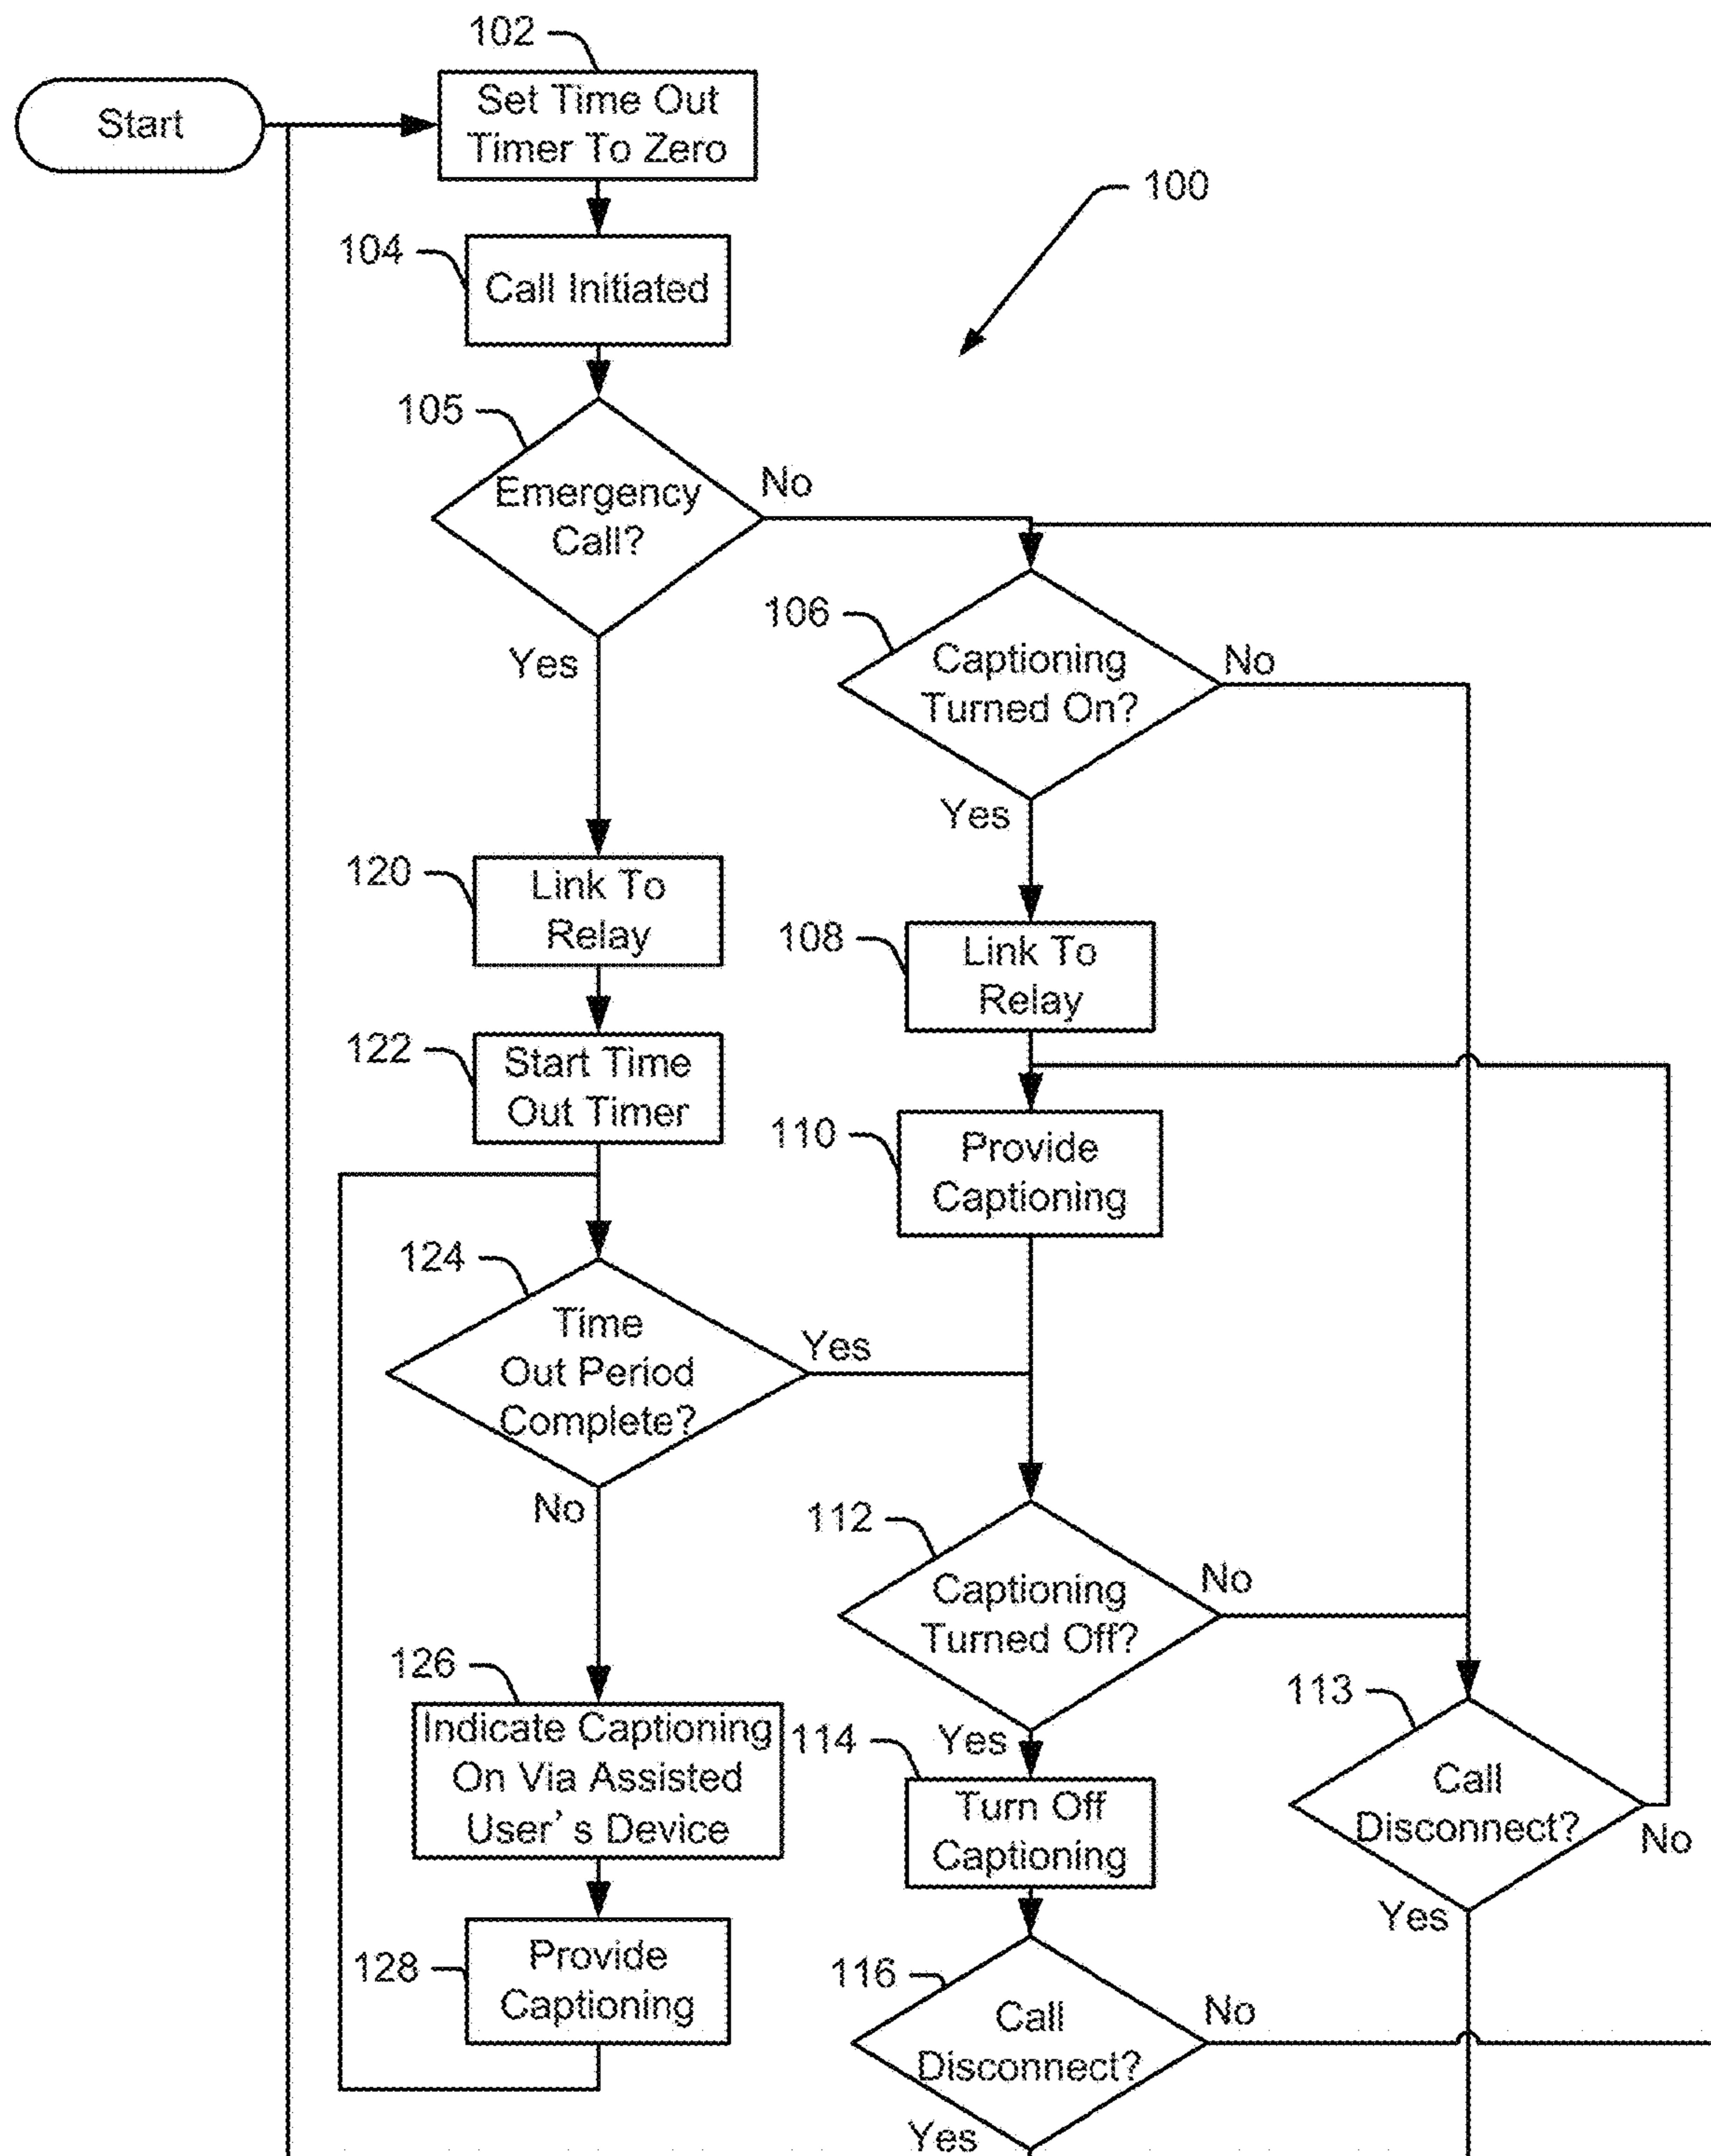 102
Start
Set Time Out
Timer To Zero
100
104
Call Initiated
105
Emergency
Call?
No
Yes
106
Captioning
Turned On?
No
Yes
120
Link To
Relay
108
Link To
Relay
122
Start Time
Out Timer
110
Provide
Captioning
124
Time
Out Period
Complete?
Yes
No
112
Captioning
Turned Off?
No
Yes
126
Indicate Captioning
On Via Assisted
User's Device
114
Turn Off
Captioning
113
Call
Disconnect?
No
Yes
128
Provide
Captioning
116
Call
Disconnect?
No
Yes